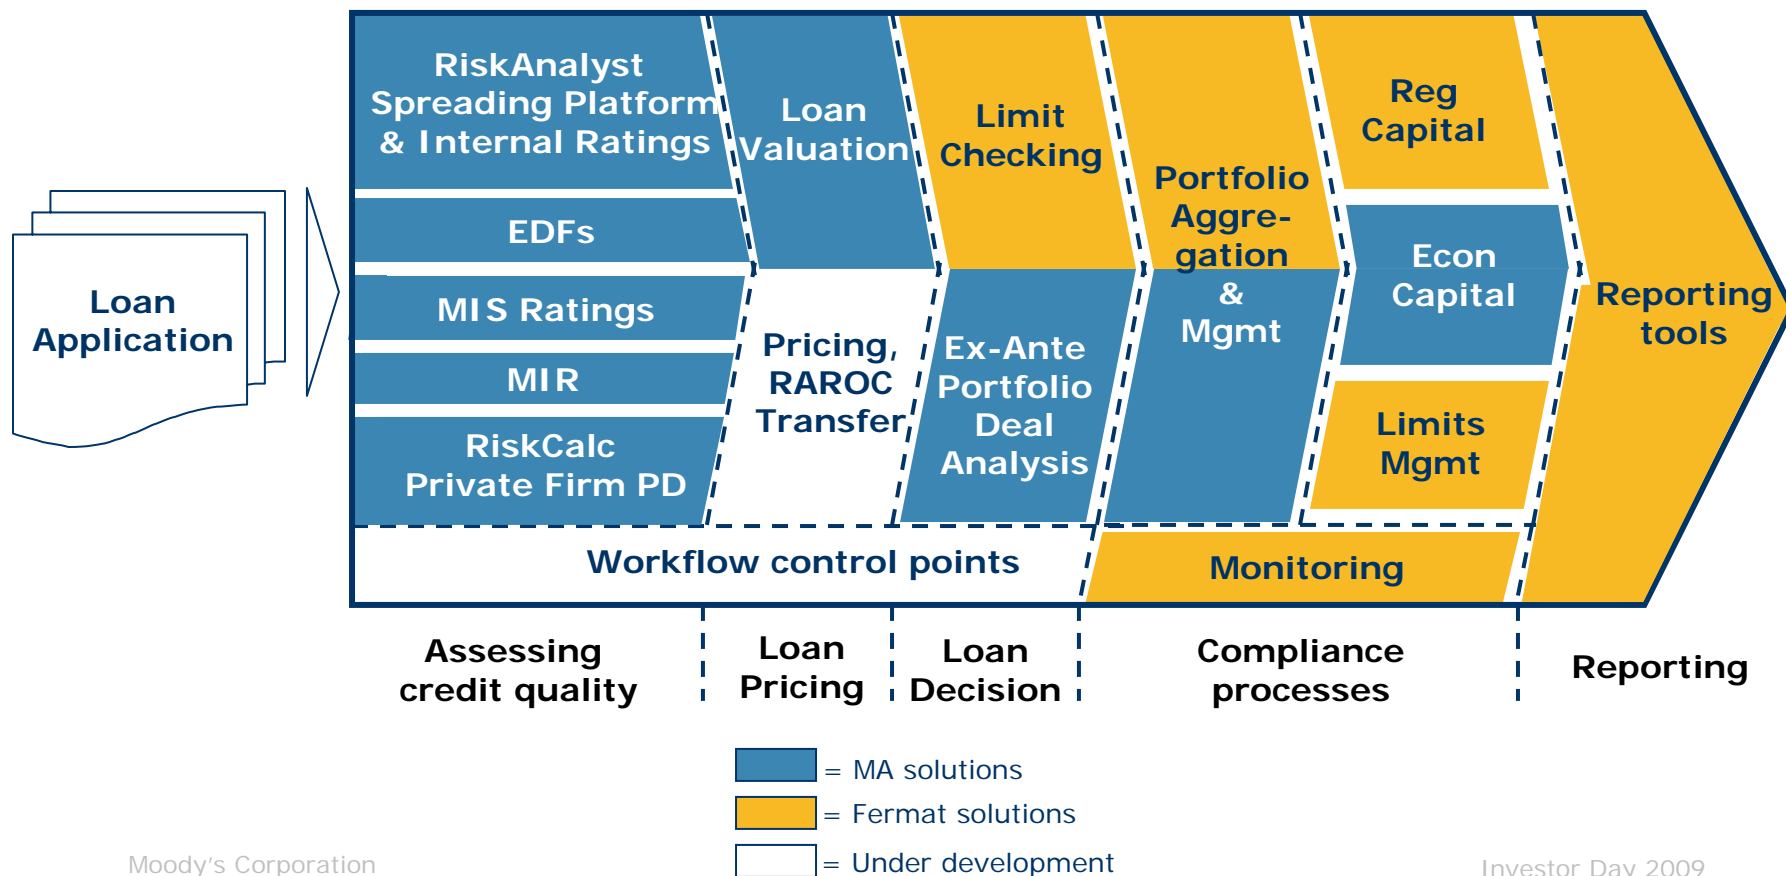 Loan
Application
RiskAnalyst
Spreading Platform
& Internal Ratings
EDFs
MIS Ratings
MIR
RiskCalc
Private Firm PD
Loan
Valuation
Pricing,
RAROC
Transfer
Limit
Checking
Ex-Ante
Portfolio
Deal
Analysis
Portfolio
Aggre-
gation
&
Mgmt
Reg
Capital
Econ
Capital
Limits
Mgmt
Reporting
tools
Workflow control points
Monitoring
Assessing
credit quality
Loan
Pricing
Loan
Decision
Compliance
processes
Reporting
= MA solutions
= Fermat solutions
= Under development
Moody's Corporation
Investor Day 2009